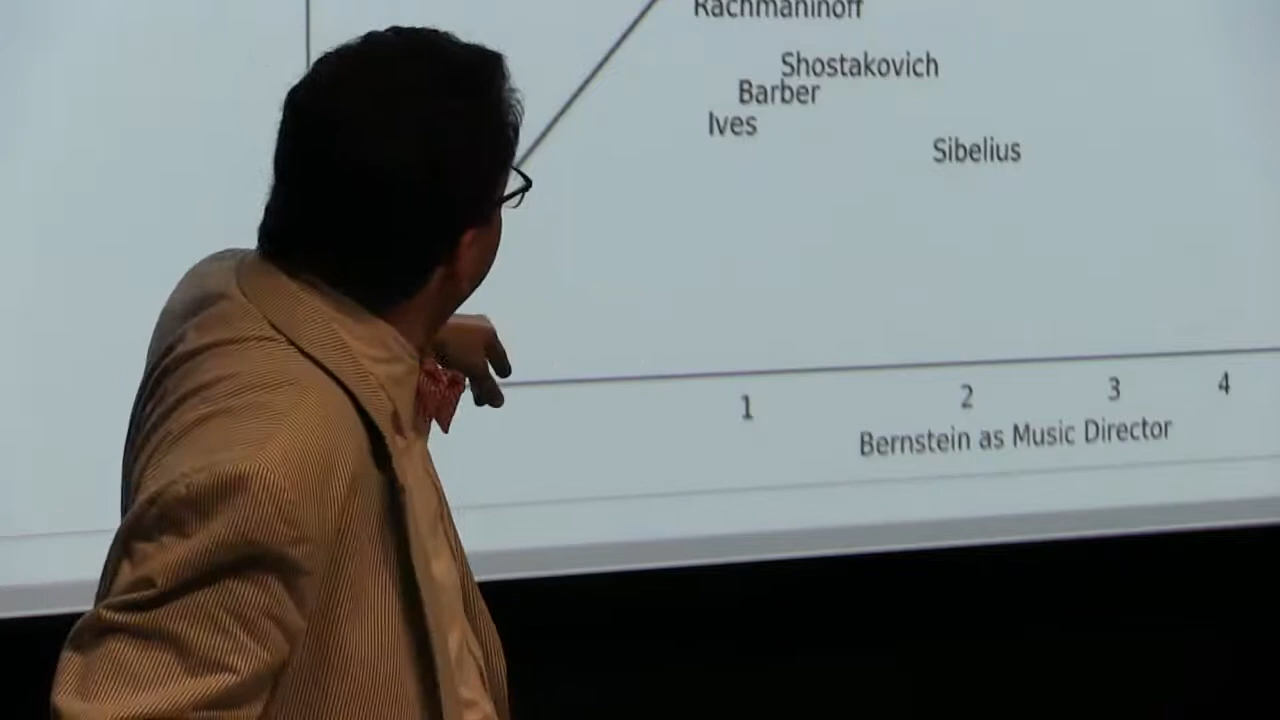 Rachmaninoff
Shostakovich
Barber
Ives
Sibelius
1 2 3 4
Bernstein as Music Director